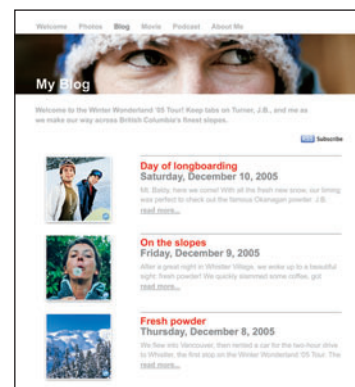 Welcome Photos Blog Movie Podcast About Me
My Blog
Welcome to the Winter Wonderland '05 Tour! Keep tabs on Turner, J.B., and me as
we make our way across British Columbia's finest slopes.
RSS Subscribe
Day of longboarding
Saturday, December 10, 2005
Mt. Baldy, here we come! With all the fresh new snow, our timing
was perfect to check out the famous Okanagan powder. J.B.
read more...
On the slopes
Friday, December 9, 2005
After a great night in Whistler Village, we woke up to a beautiful
sight: fresh powder! We quickly slammed some coffee, got
read more...
Fresh powder
Thursday, December 8, 2005
We flew into Vancouver, then rented a car for the two-hour drive
to Whistler, the first stop on the Winter Wonderland '05 Tour. The
read more...